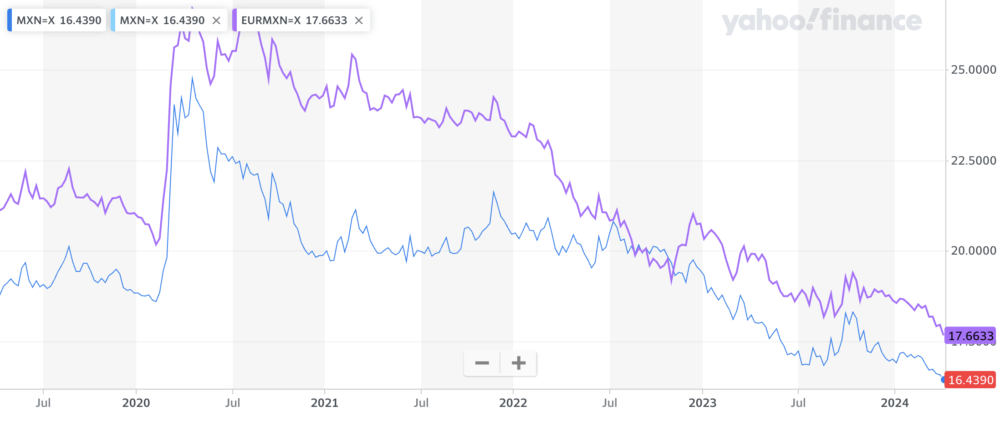 MXN=X 16.4390
MXN=X 16.4390
EURMXN=X 17.6633
yahoo!finance
25.0000
22.5000
20.0000
17.6633
16.4390
Jul
2020
Jul
2021
Jul
2022
Jul
2023
Jul
2024